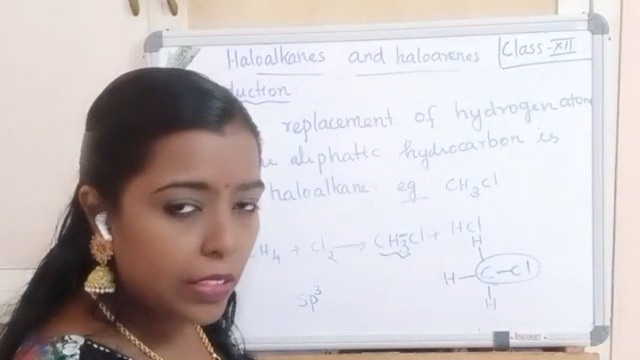 Haloalkanes and haloarenes Class-XII
duction:
replacement of hydrogen atom
aliphatic hydrocarbon is
haloalkane. eg CH3Cl
H4 + Cl2 → CH3Cl + HCl
H
H C-Cl
H
sp3